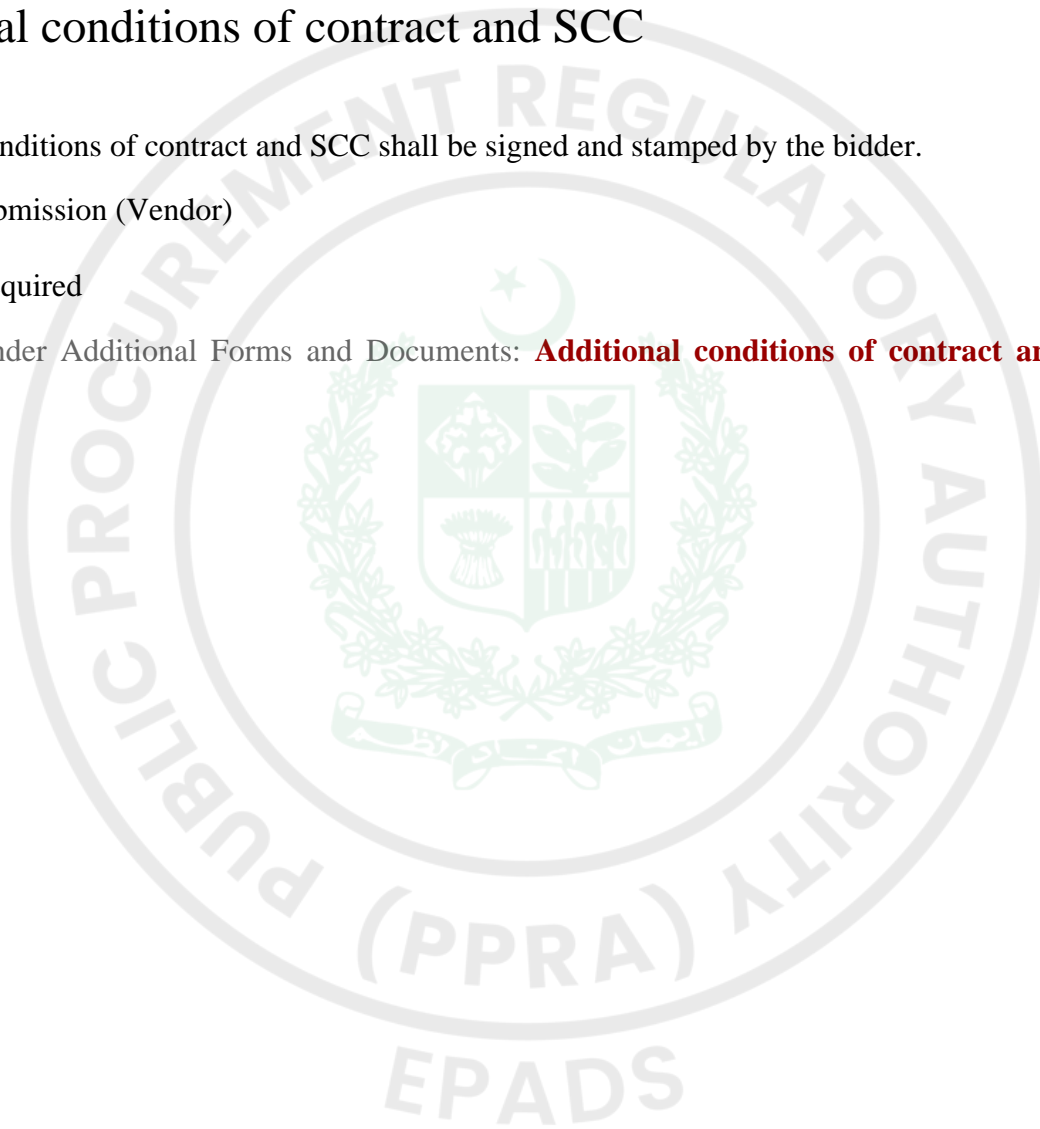 al conditions of contract and SCC
nditions of contract and SCC shall be signed and stamped by the bidder.
bmission (Vendor)
quired
nder Additional Forms and Documents: Additional conditions of contract an
PUBLIC PROCUREMENT REGULATORY AUTHORITY
(PPRA)
EPADS